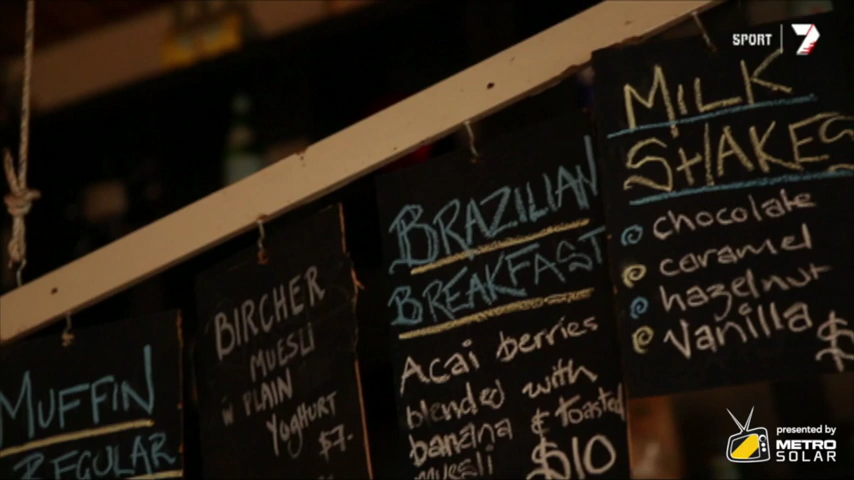 SPORT 7
MILK
SHAKES
chocolate
caramel
hazelnut
Vanilla $
BRAZILIAN
BREAKFAST
Acai berries
blended with
banana & toasted
muesli $10
BIRCHER
MUESLI
w PLAIN
YogHURT
$7.
MUFFIN
REGULAR
presented by
METRO
SOLAR